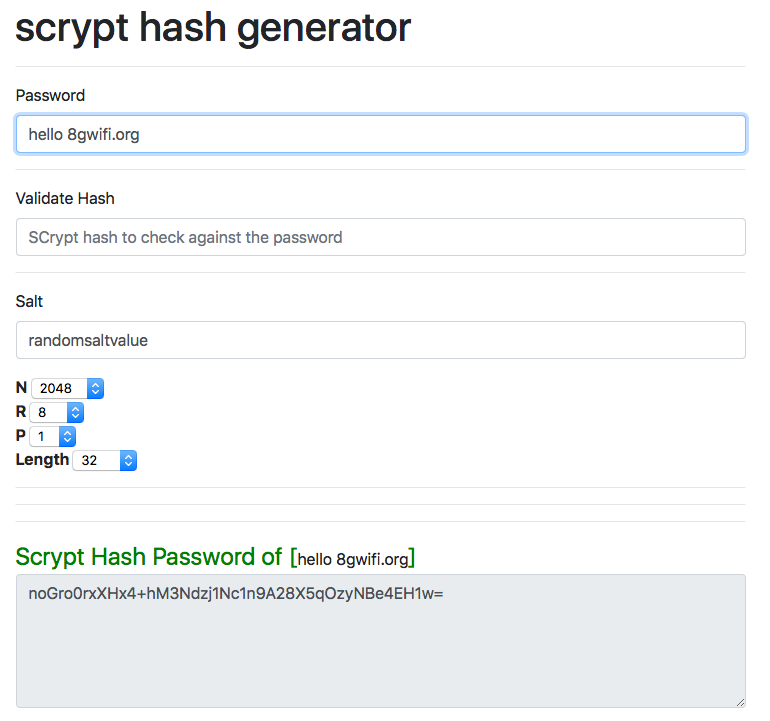 scrypt hash generator
Password
hello 8gwifi.org
Validate Hash
SCrypt hash to check against the password
Salt
randomsaltvalue
N 2048
R 8
P 1
Length 32
Scrypt Hash Password of [hello 8gwifi.org]
noGro0rxXHx4+hM3Ndzj1Nc1n9A28X5qOzyNBe4EH1w=